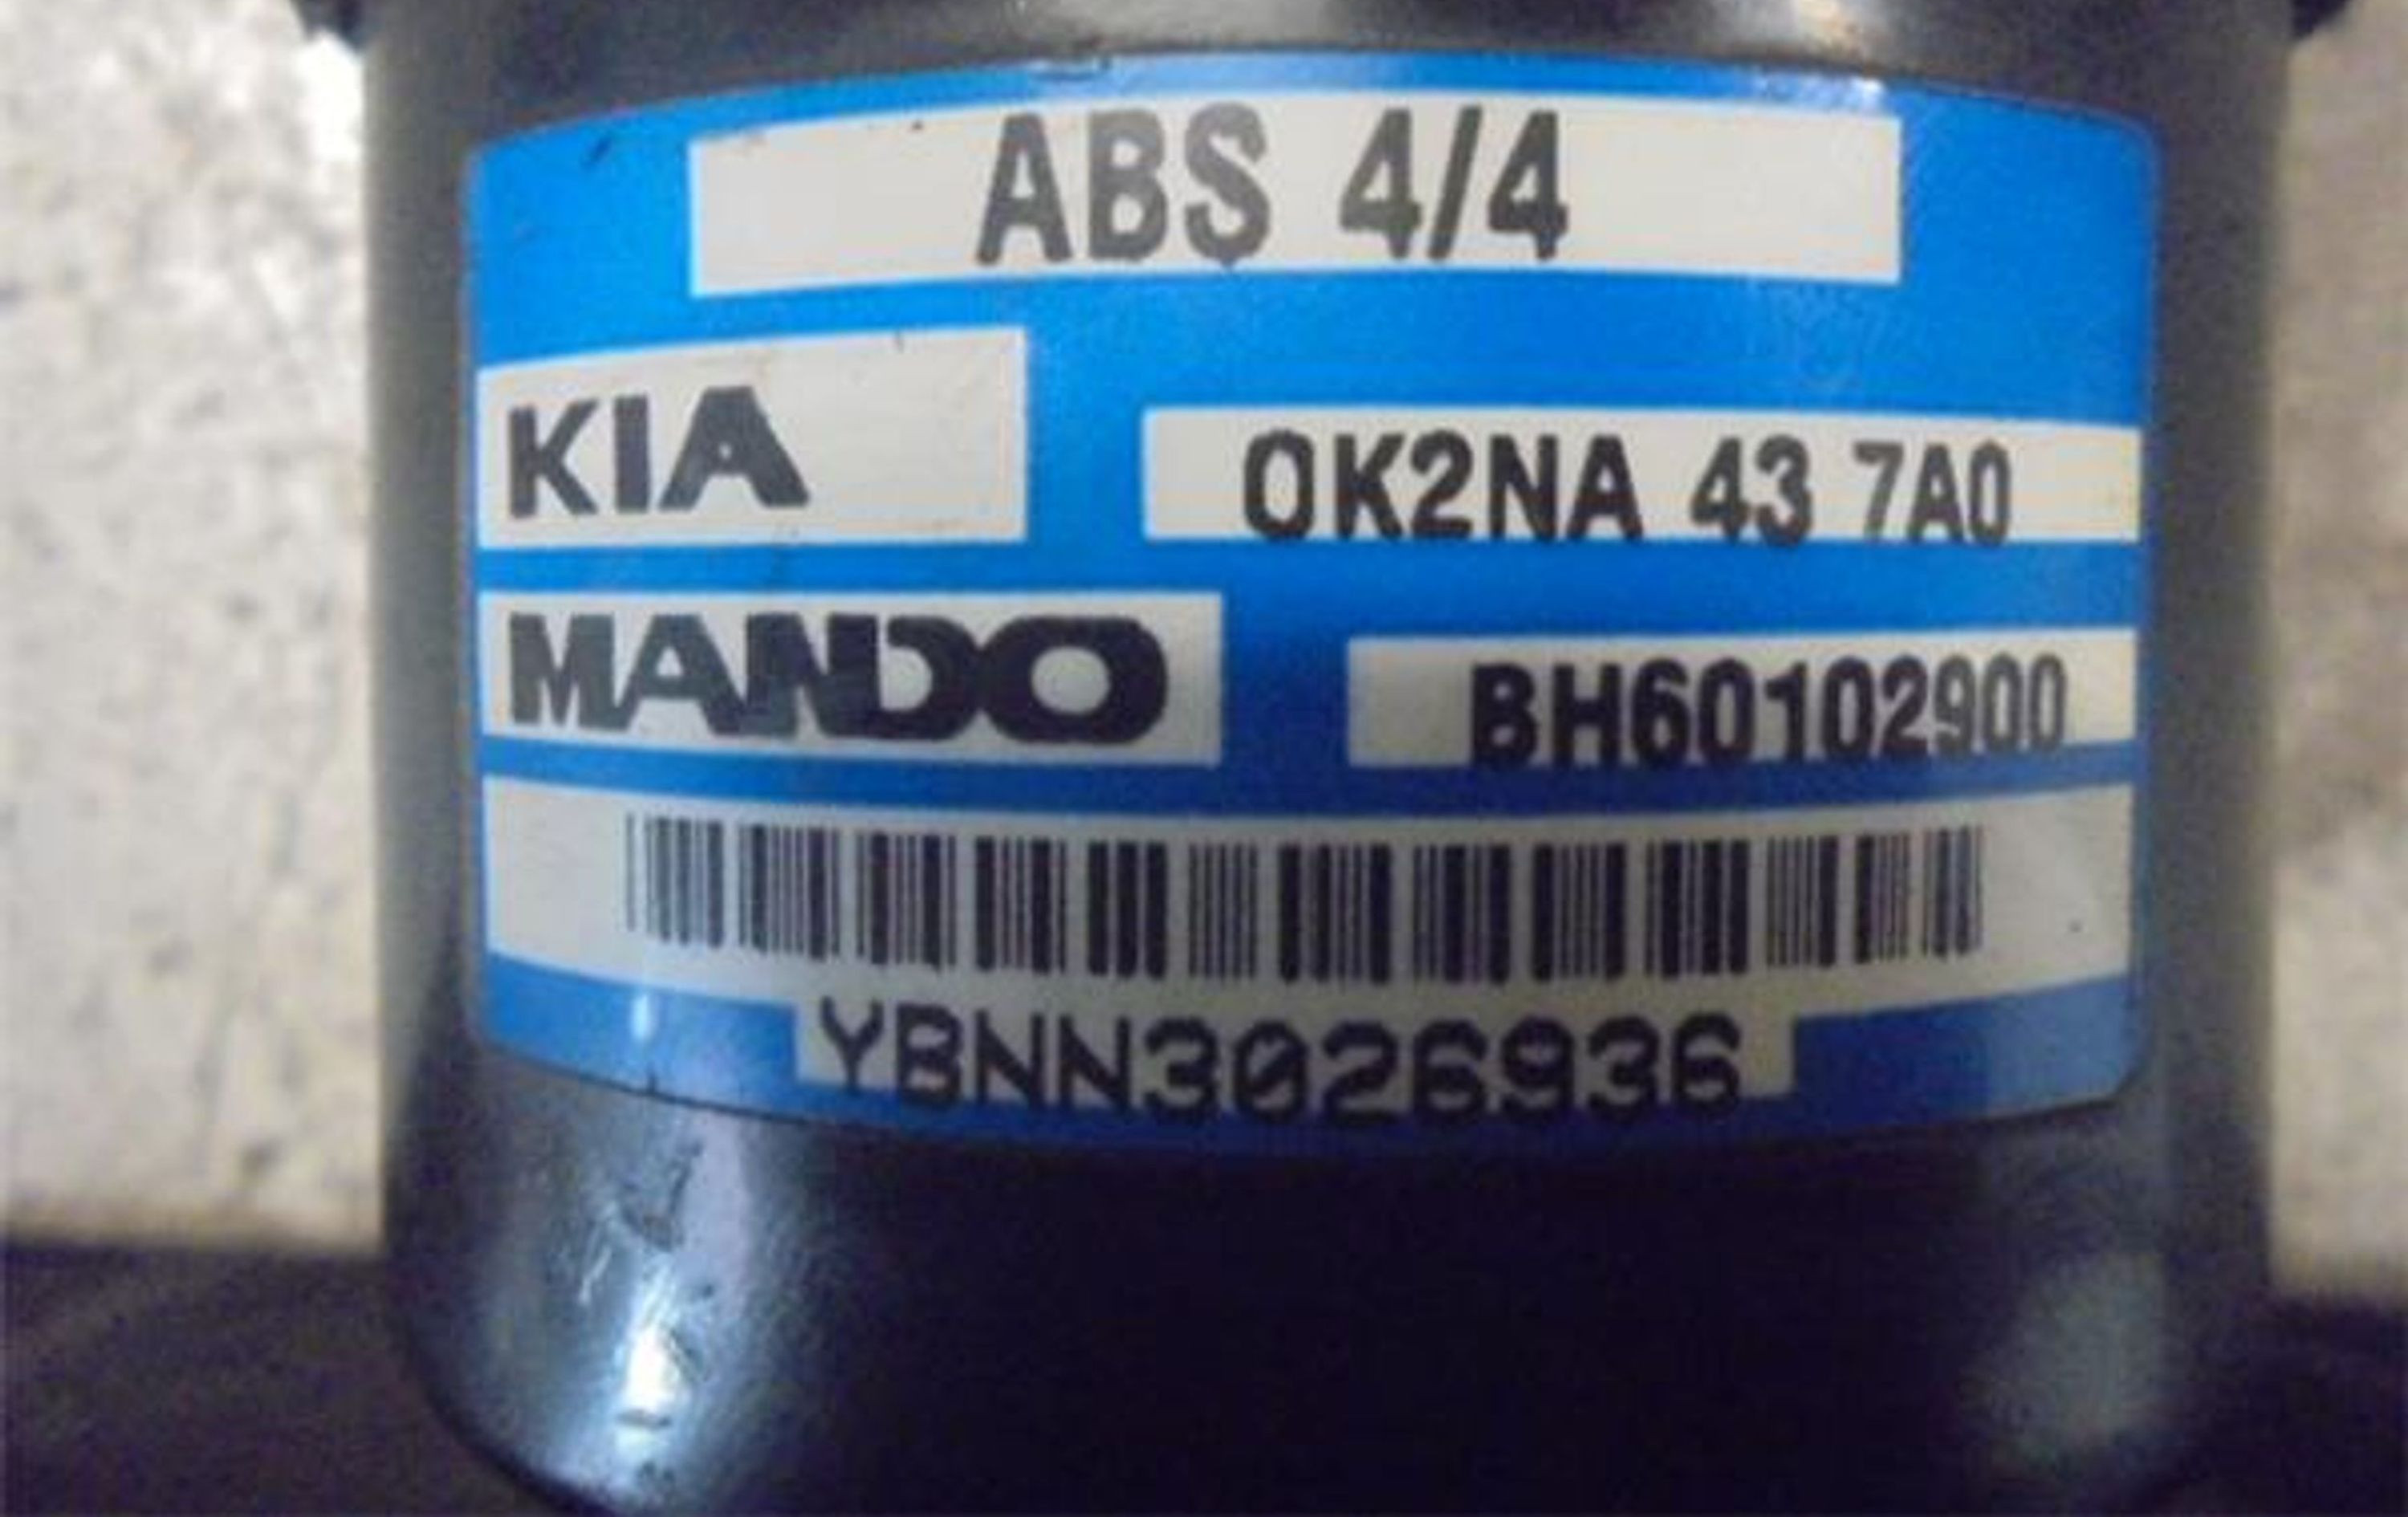 ABS 4/4
KIA
0K2NA 43 7A0
MANDO
BH60102900
YBNN3026936